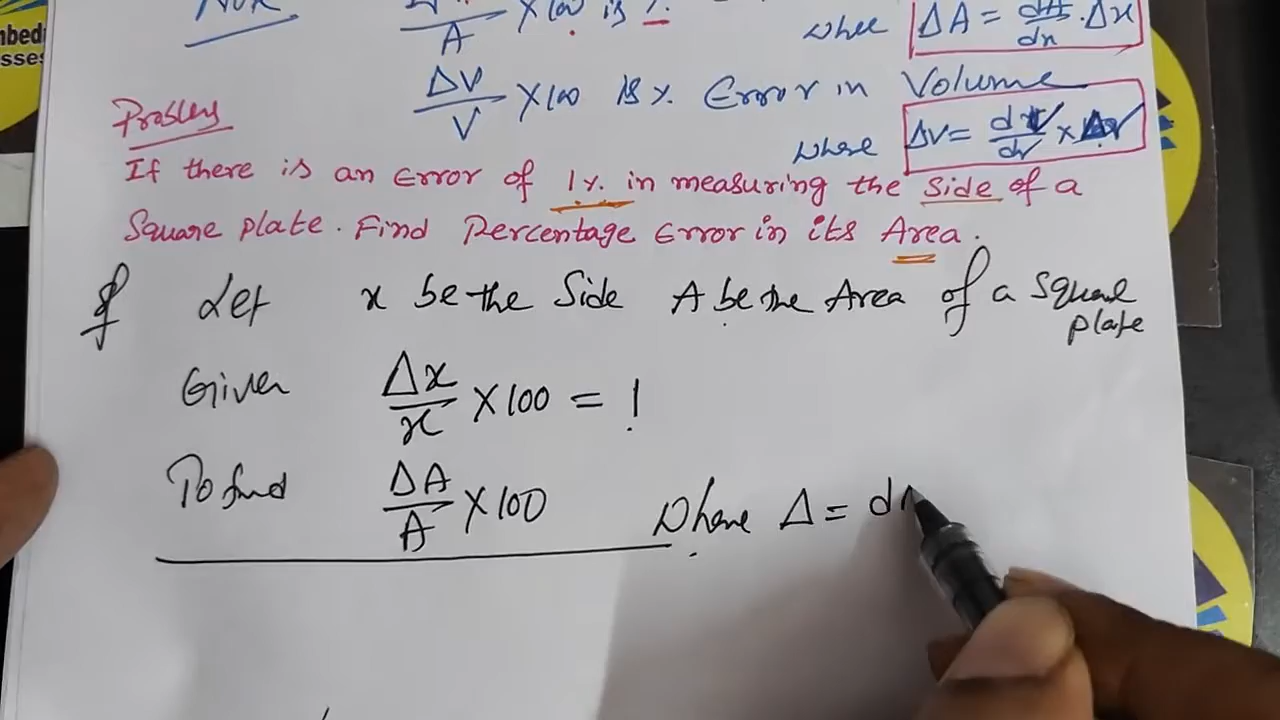 mbed
sses
Note
A ×100 is %
where ΔA = dA/dx · Δx
ΔV/V ×100 is %. Error in Volume
where ΔV = dV/dr ×
Problem
If there is an Error of 1%. in measuring the side of a
Square plate. Find Percentage Error in its Area.
Let x be the Side A be the Area of a square plate
Given Δx/x ×100 = 1
To find ΔA/A ×100 where Δ = d